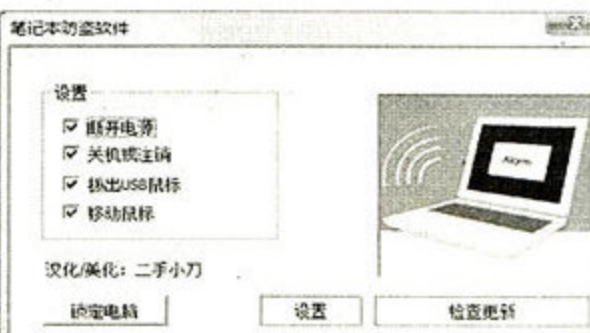 笔记本防盗软件
设置
断开电源
关机或注销
拔出USB鼠标
移动鼠标
汉化/美化：二手小刀
锁定电脑
设置
检查更新